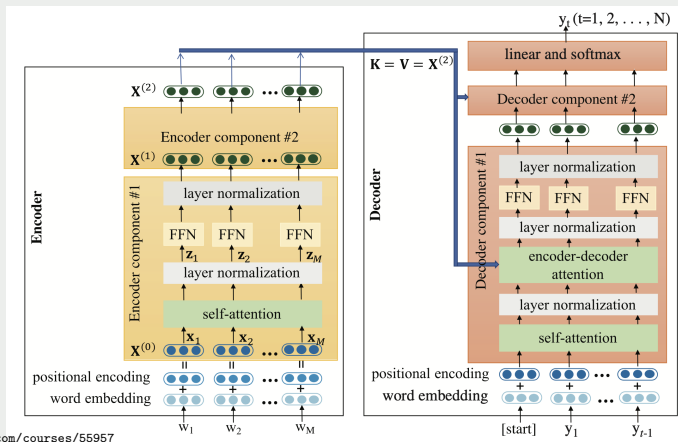 y_t (t=1, 2, . . . , N)
linear and softmax
K = V = X^(2)
X^(2)
Decoder component #2
Encoder component #2
X^(1)
Encoder
Encoder component #1
layer normalization
FFN FFN FFN
z_1 z_2 z_M
layer normalization
self-attention
x_1 x_2 x_M
X^(0)
positional encoding
word embedding
w_1 w_2 w_M
Decoder
Decoder component #1
layer normalization
FFN FFN FFN
layer normalization
encoder-decoder
attention
layer normalization
self-attention
positional encoding
word embedding
[start] y_1 y_t-1
com/courses/55957